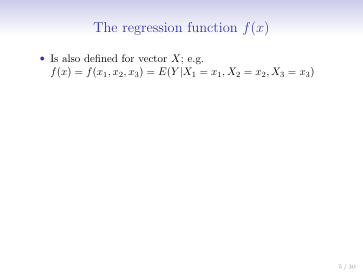 The regression function f(x)
• Is also defined for vector X; e.g.
f(x) = f(x₁, x₂, x₃) = E(Y|X₁ = x₁, X₂ = x₂, X₃ = x₃)
5 / 30